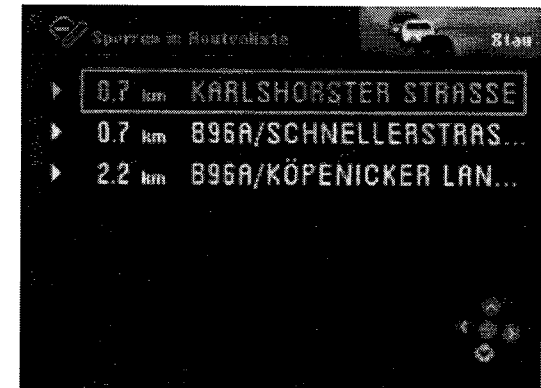 Sperren in Routenliste
Stau
0.7 km KARLSHORSTER STRASSE
0.7 km B96A/SCHNELLERSTRAS...
2.2 km B96A/KÖPENICKER LAN...